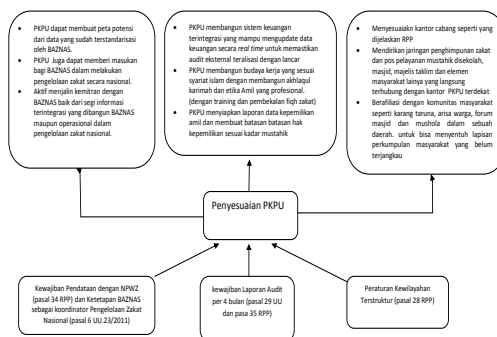 • PKPU dapat membuat peta potensi
dari data yang sudah terstandarisasi
oleh BAZNAS.
• PKPU Juga dapat memberi masukan
bagi BAZNAS dalam melakukan
pengelolaan zakat secara nasional.
• Aktif menjalin kemitran dengan
BAZNAS baik dari segi informasi
terintegrasi yang dibangun BAZNAS
maupun operasional dalam
pengelolaan zakat nasional.
• PKPU membangun sistem keuangan
terintegrasi yang mampu mengupdate data
keuangan secara real time untuk memastikan
audit eksternal teralisasi dengan lancar
• PKPU membangun budaya kerja yang sesuai
syariat islam dengan membangun akhlaqul
karimah dan etika Amil yang profesional.
(dengan training dan pembekalan fiqh zakat)
• PKPU menyiapkan laporan data kepemilikan
amil dan membuat batasan batasan hak
kepemilikan sesuai kadar mustahik
• Menyesuaiakn kantor cabang seperti yang
dijelaskan RPP
• Mendirikan jaringan penghimpunan zakat
dan pos pelayanan mustahik disekolah,
masjid, majelis taklim dan elemen
masyarakat lainya yang langsung
terhubung dengan kantor PKPU terdekat
• Berafiliasi dengan komunitas masyarakat
seperti karang taruna, arisa warga, forum
masjid dan mushola dalam sebuah
daerah. untuk bisa menyentuh lapisan
perkumpulan masyarakat yang belum
terjangkau
Penyesuaian PKPU
Kewajiban Pendataan dengan NPWZ
(pasal 34 RPP) dan Ketetapan BAZNAS
sebagai koordinator Pengelolaan Zakat
Nasional (pasal 6 UU.23/2011)
kewajiban Laporan Audit
per 4 bulan (pasal 29 UU
dan pasa 35 RPP)
Peraturan Kewilayahan
Terstruktur (pasal 28 RPP)